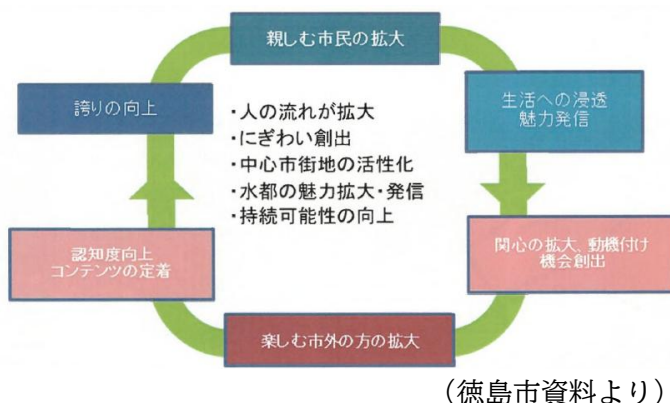 親しむ市民の拡大
誇りの向上
生活への浸透
魅力発信
・人の流れが拡大
・にぎわい創出
・中心市街地の活性化
・水都の魅力拡大・発信
・持続可能性の向上
認知度向上
コンテンツの定着
関心の拡大、動機付け
機会創出
楽しむ市外の方の拡大
（徳島市資料より）